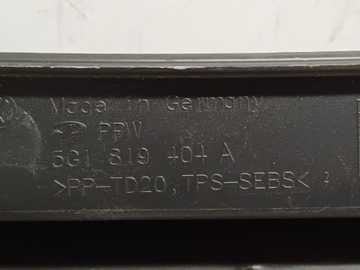 Made in Germany
PPW
5G1 819 404 A
>PP-TD20, TPS-SEBS<